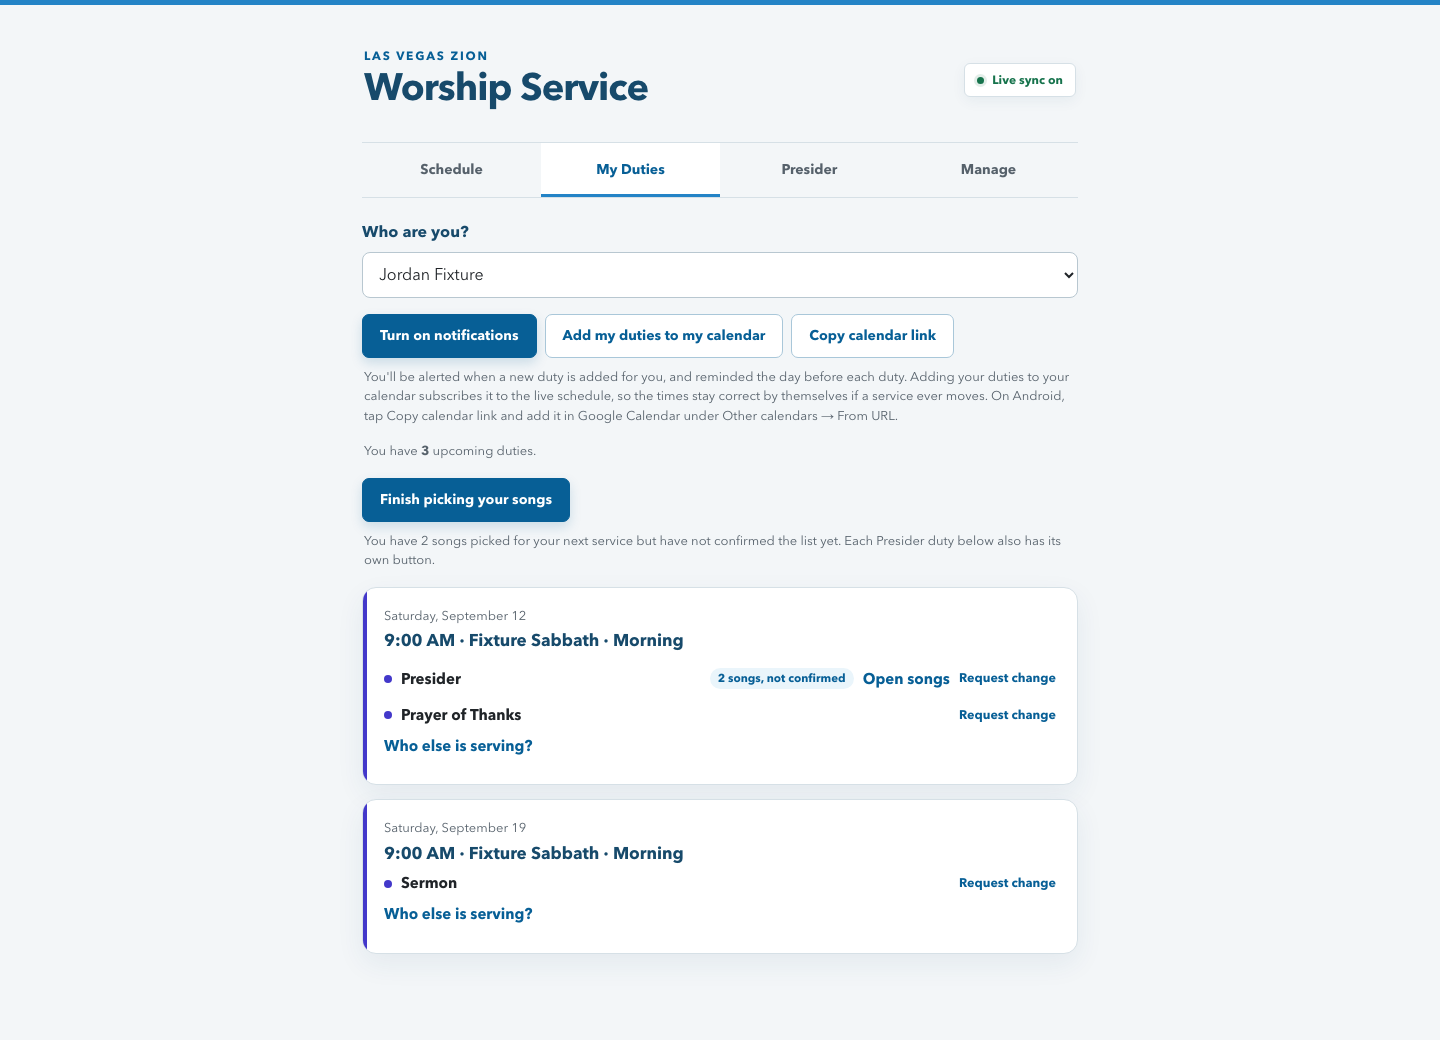 LAS VEGAS ZION
Worship Service
Live sync on
Schedule
My Duties
Presider
Manage
Who are you?
Jordan Fixture
Turn on notifications
Add my duties to my calendar
Copy calendar link
You'll be alerted when a new duty is added for you, and reminded the day before each duty. Adding your duties to your
calendar subscribes it to the live schedule, so the times stay correct by themselves if a service ever moves. On Android,
tap Copy calendar link and add it in Google Calendar under Other calendars → From URL.
You have 3 upcoming duties.
Finish picking your songs
You have 2 songs picked for your next service but have not confirmed the list yet. Each Presider duty below also has its
own button.
Saturday, September 12
9:00 AM · Fixture Sabbath · Morning
Presider
2 songs, not confirmed
Open songs
Request change
Prayer of Thanks
Request change
Who else is serving?
Saturday, September 19
9:00 AM · Fixture Sabbath · Morning
Sermon
Request change
Who else is serving?